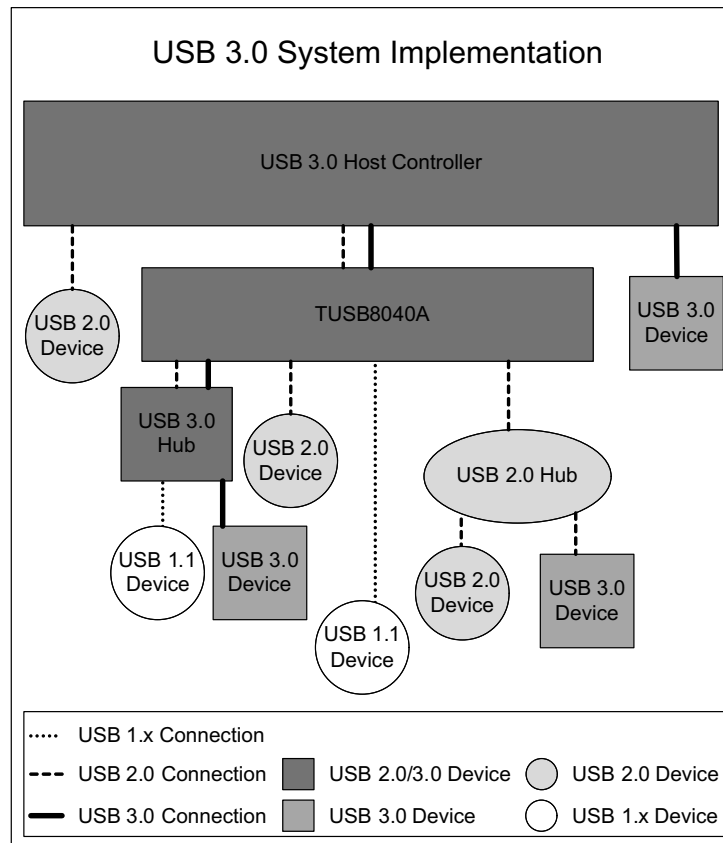 USB 3.0 System Implementation
USB 3.0 Host Controller
USB 2.0
Device
TUSB8040A
USB 3.0
Device
USB 3.0
Hub
USB 2.0
Device
USB 2.0 Hub
USB 1.1
Device
USB 3.0
Device
USB 1.1
Device
USB 2.0
Device
USB 3.0
Device
USB 1.x Connection
USB 2.0 Connection
USB 2.0/3.0 Device
USB 2.0 Device
USB 3.0 Connection
USB 3.0 Device
USB 1.x Device